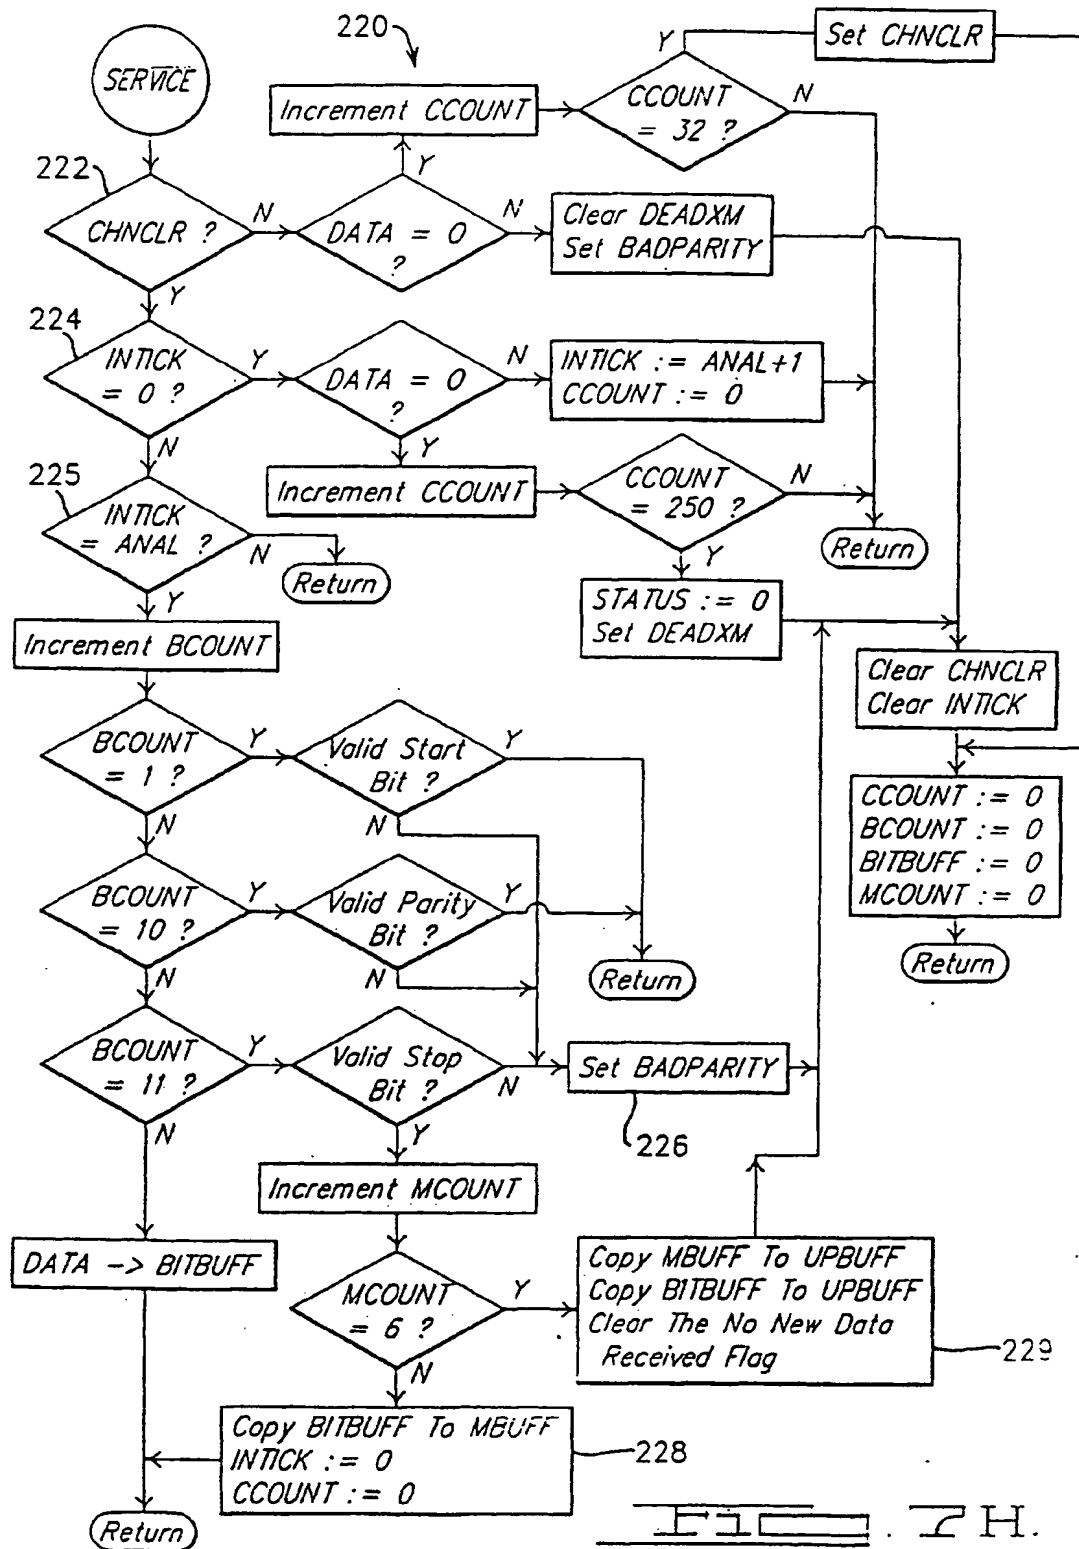 220
Set CHNCLR
Y
SERVICE
Increment CCOUNT
CCOUNT
= 32 ?
N
Y
222
CHNCLR ?
N
DATA = 0
?
N
Clear DEADXM
Set BADPARITY
Y
224
INTICK
= 0 ?
Y
DATA = 0
?
N
INTICK := ANAL+1
CCOUNT := 0
N
Y
225
INTICK
= ANAL ?
N
Return
Increment CCOUNT
CCOUNT
= 250 ?
N
Return
Y
Y
STATUS := 0
Set DEADXM
Increment BCOUNT
Clear CHNCLR
Clear INTICK
BCOUNT
= 1 ?
Y
Valid Start
Bit ?
Y
N
N
CCOUNT := 0
BCOUNT := 0
BITBUFF := 0
MCOUNT := 0
Return
BCOUNT
= 10 ?
Y
Valid Parity
Bit ?
Y
N
N
Return
BCOUNT
= 11 ?
Y
Valid Stop
Bit ?
N
Set BADPARITY
226
N
Y
Increment MCOUNT
DATA -> BITBUFF
MCOUNT
= 6 ?
Y
Copy MBUFF To UPBUFF
Copy BITBUFF To UPBUFF
Clear The No New Data
Received Flag
229
N
Copy BITBUFF To MBUFF
INTICK := 0
CCOUNT := 0
228
Return
FIG. 7H.